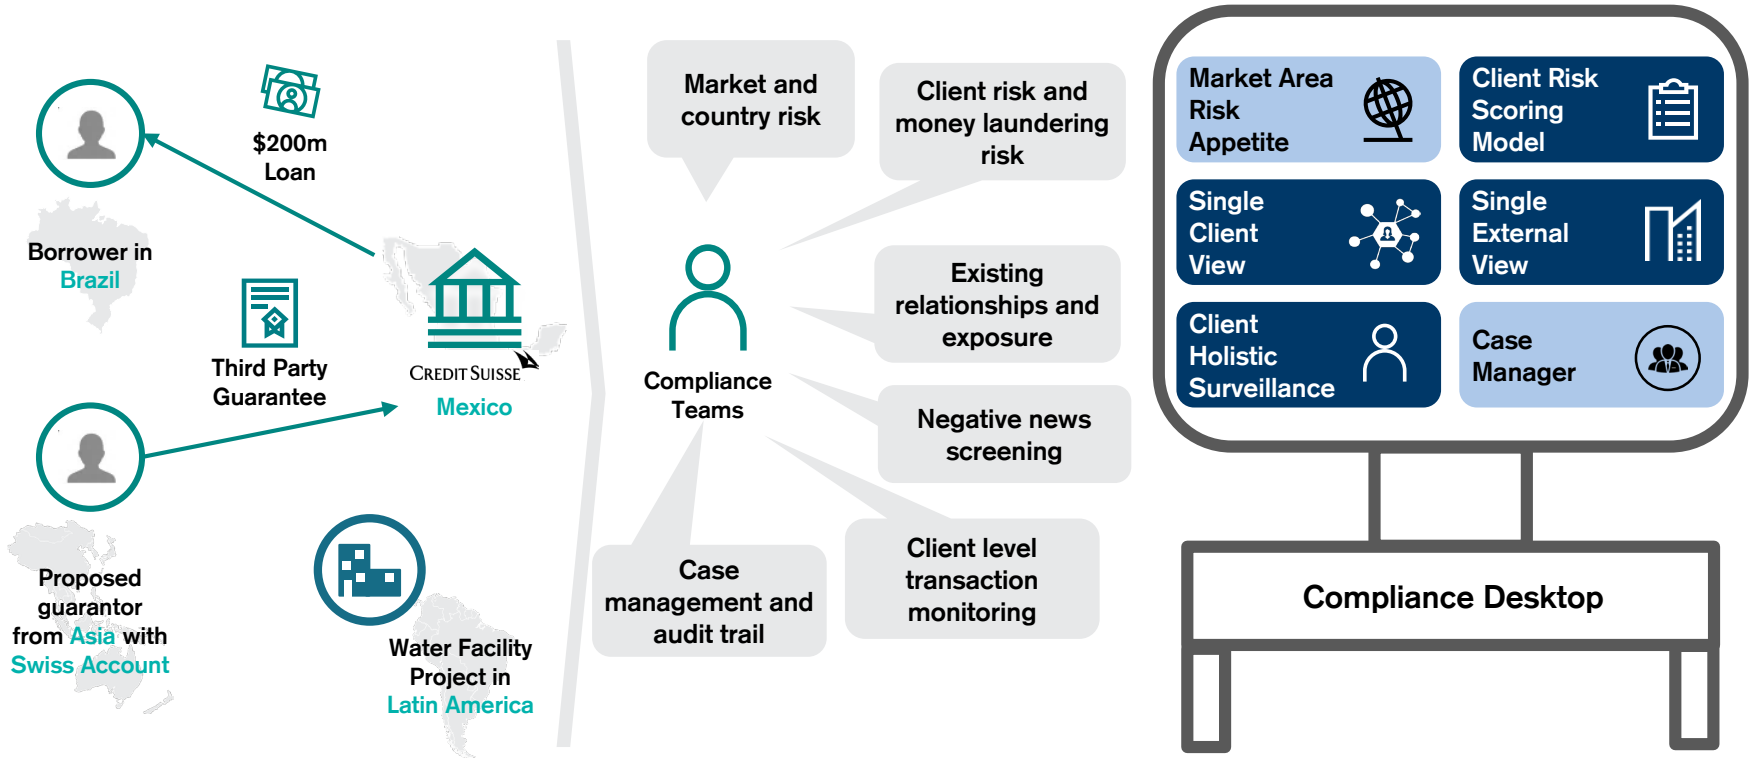 $200m
Loan
Borrower in
Brazil
Third Party
Guarantee
CREDIT SUISSE
Mexico
Proposed
guarantor
from Asia with
Swiss Account
Water Facility
Project in
Latin America
Market and
country risk
Client risk and
money laundering
risk
Existing
relationships and
exposure
Compliance
Teams
Negative news
screening
Client level
transaction
monitoring
Case
management and
audit trail
Market Area
Risk
Appetite
Client Risk
Scoring
Model
Single
Client
View
Single
External
View
Client
Holistic
Surveillance
Case
Manager
Compliance Desktop